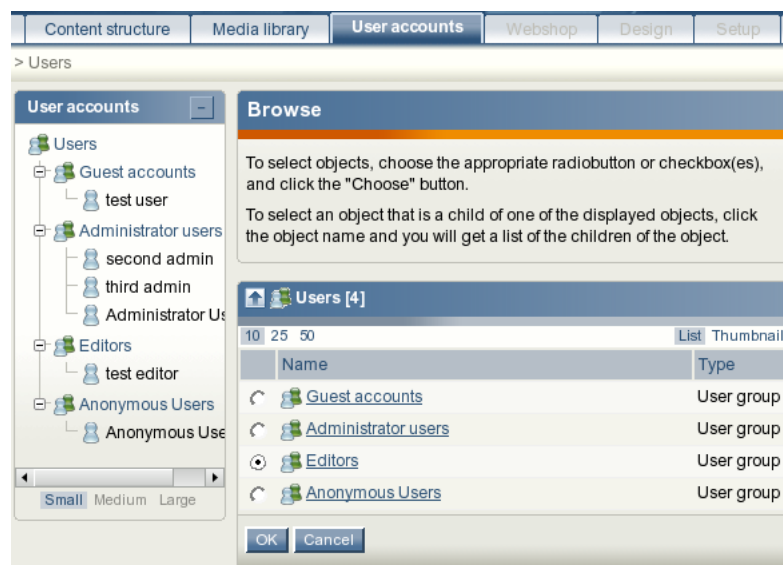 Content structure
Media library
User accounts
Webshop
Design
Setup
> Users
User accounts
-
Users
Guest accounts
test user
Administrator users
second admin
third admin
Administrator Us
Editors
test editor
Anonymous Users
Anonymous Use
Small Medium Large
Browse
To select objects, choose the appropriate radiobutton or checkbox(es),
and click the "Choose" button.
To select an object that is a child of one of the displayed objects, click
the object name and you will get a list of the children of the object.
Users [4]
10 25 50
List Thumbnail
Name Type
Guest accounts User group
Administrator users User group
Editors User group
Anonymous Users User group
OK Cancel